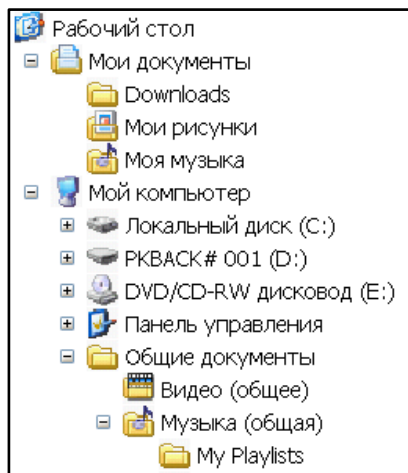 Рабочий стол
Мои документы
Downloads
Мои рисунки
Моя музыка
Мой компьютер
Локальный диск (C:)
PKBACK# 001 (D:)
DVD/CD-RW дисковод (E:)
Панель управления
Общие документы
Видео (общее)
Музыка (общая)
My Playlists